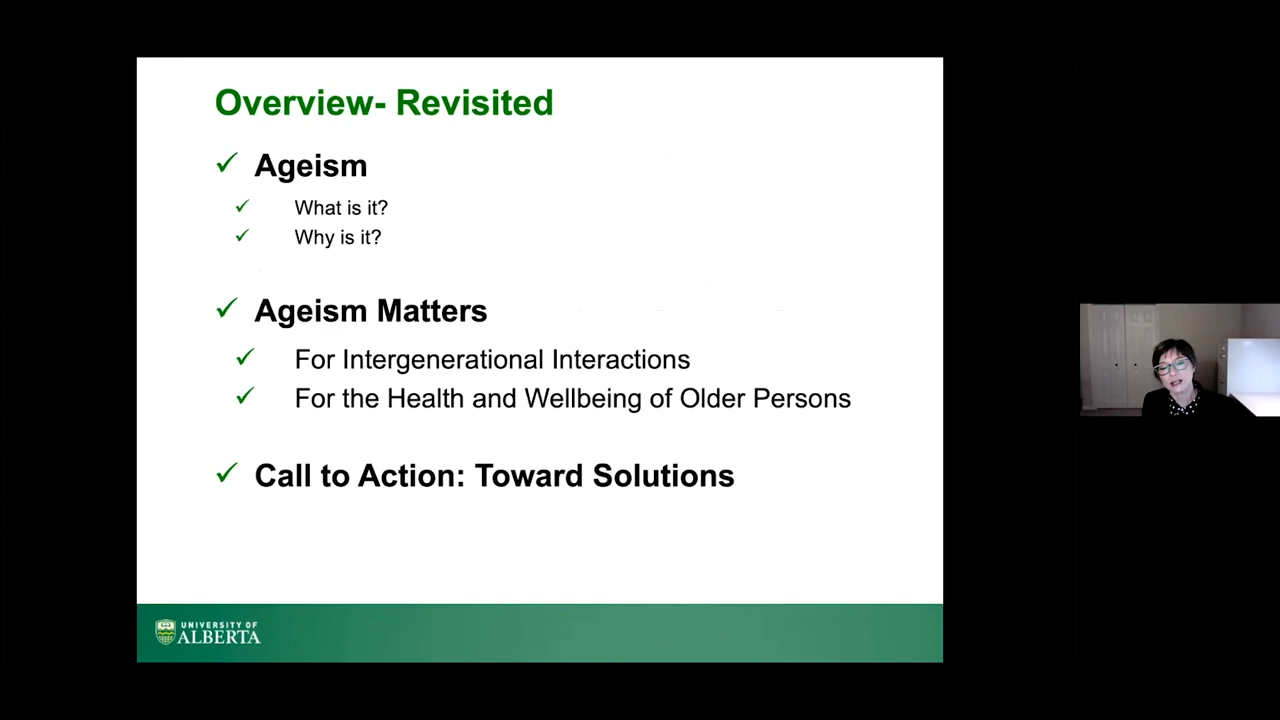 Overview- Revisited
✓ Ageism
✓ What is it?
✓ Why is it?
✓ Ageism Matters
✓ For Intergenerational Interactions
✓ For the Health and Wellbeing of Older Persons
✓ Call to Action: Toward Solutions
UNIVERSITY OF
ALBERTA